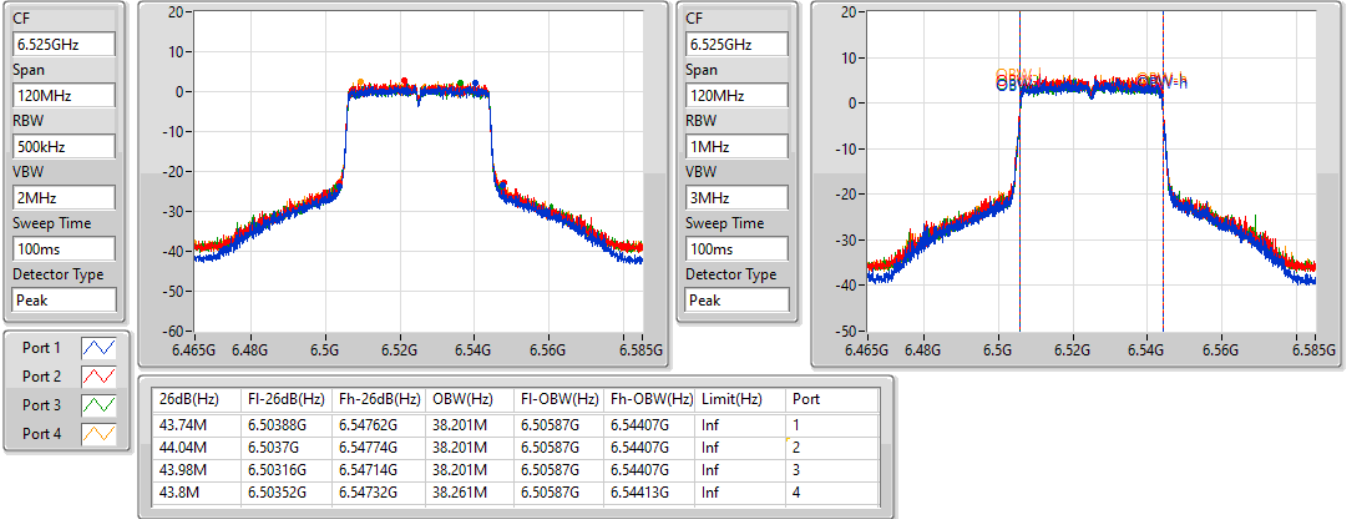 CF
6.525GHz
Span
120MHz
RBW
500kHz
VBW
2MHz
Sweep Time
100ms
Detector Type
Peak
20
10
0
-10
-20
-30
-40
-50
-60
6.465G 6.48G 6.5G 6.52G 6.54G 6.56G 6.585G
CF
6.525GHz
Span
120MHz
RBW
1MHz
VBW
3MHz
Sweep Time
100ms
Detector Type
Peak
20
10
0
-10
-20
-30
-40
-50
OBW-h
6.465G 6.48G 6.5G 6.52G 6.54G 6.56G 6.585G
Port 1
Port 2
Port 3
Port 4
26dB(Hz) Fl-26dB(Hz) Fh-26dB(Hz) OBW(Hz) Fl-OBW(Hz) Fh-OBW(Hz) Limit(Hz) Port
43.74M 6.50388G 6.54762G 38.201M 6.50587G 6.54407G Inf 1
44.04M 6.5037G 6.54774G 38.201M 6.50587G 6.54407G Inf 2
43.98M 6.50316G 6.54714G 38.201M 6.50587G 6.54407G Inf 3
43.8M 6.50352G 6.54732G 38.261M 6.50587G 6.54413G Inf 4